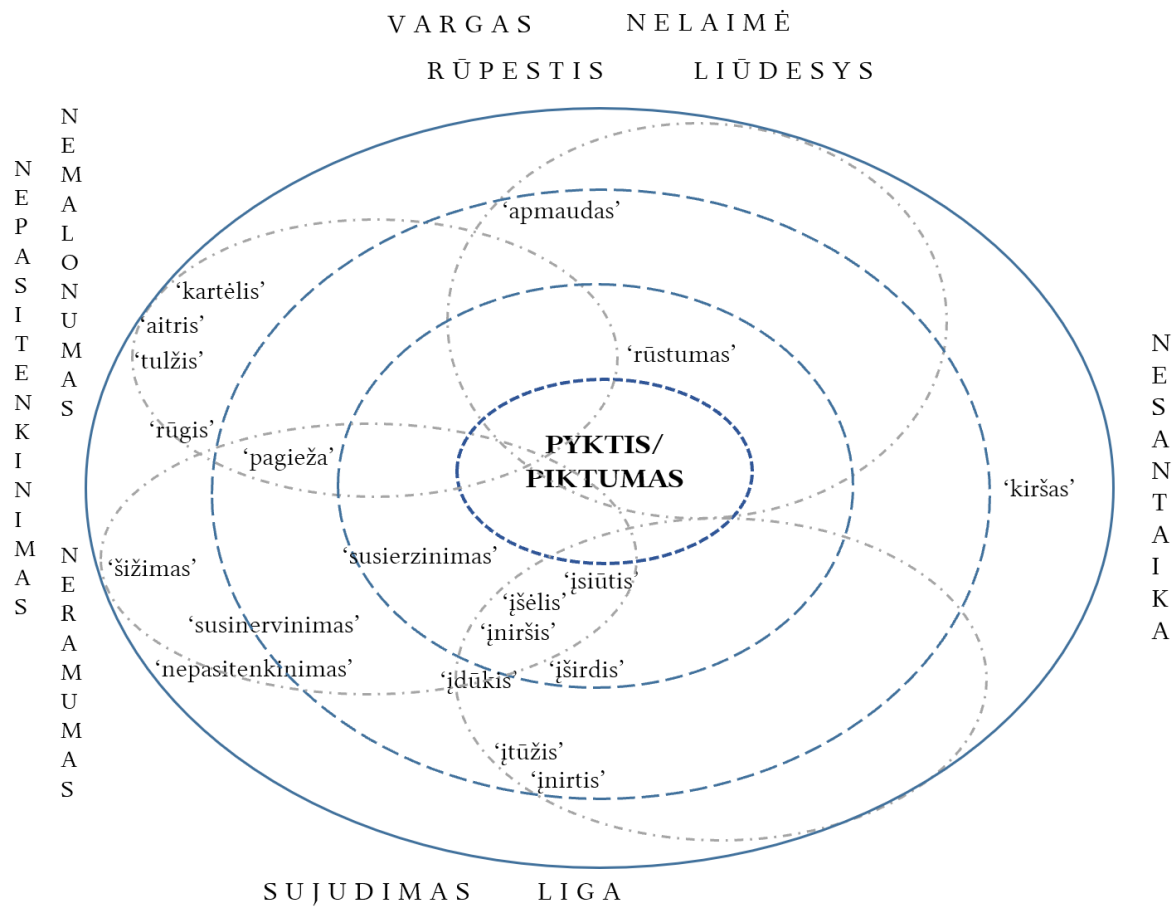 VARGAS NELAIMĖ
RŪPESTIS LIŪDESYS
NEPASITENKINIMAS
NEMALONUMAS
NERAMUMAS
‘apmaudas’
‘kartėlis’
‘aitris’
‘tulžis’
‘rūstumas’
‘rūgis’
‘pagieža’
PYKTIS/
PIKTUMAS
‘kiršas’
NESANTAIKA
‘šižimas’
‘susierzinimas’
‘įsiūtis’
‘įšėlis’
‘įniršis’
‘susinervinimas’
‘nepasitenkinimas’
‘įdūkis’
‘įširdis’
‘įtūžis’
‘įnirtis’
SUJUDIMAS LIGA